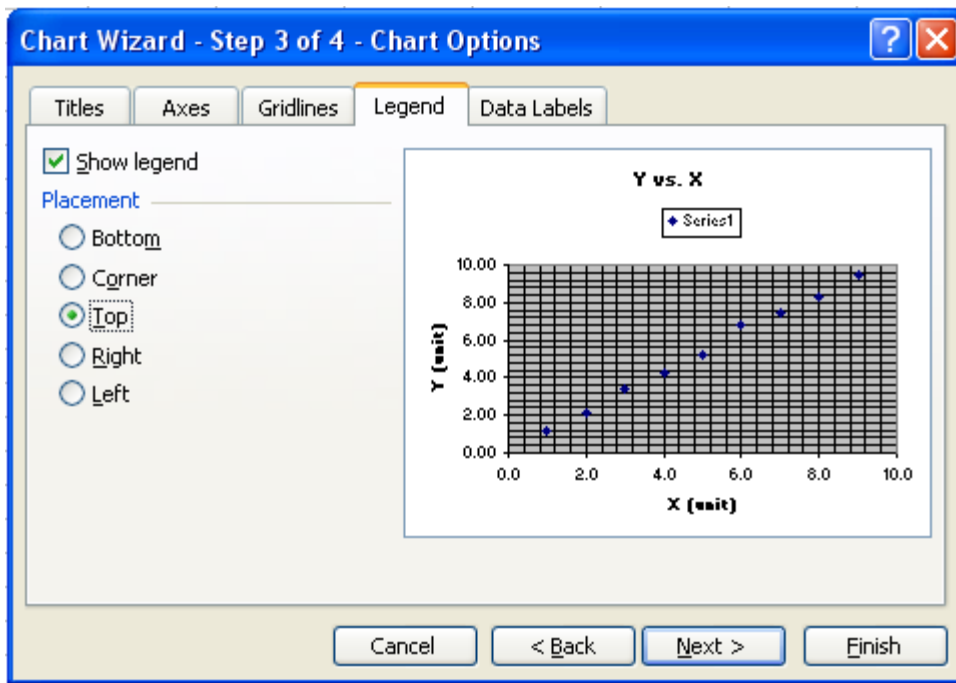 Chart Wizard - Step 3 of 4 - Chart Options
?
Titles Axes Gridlines Legend Data Labels
Show legend
Placement
Bottom
Corner
Top
Right
Left
Y vs. X
Series1
10.00
8.00
6.00
4.00
2.00
0.00
Y (unit)
0.0 2.0 4.0 6.0 8.0 10.0
X (unit)
Cancel < Back Next > Finish